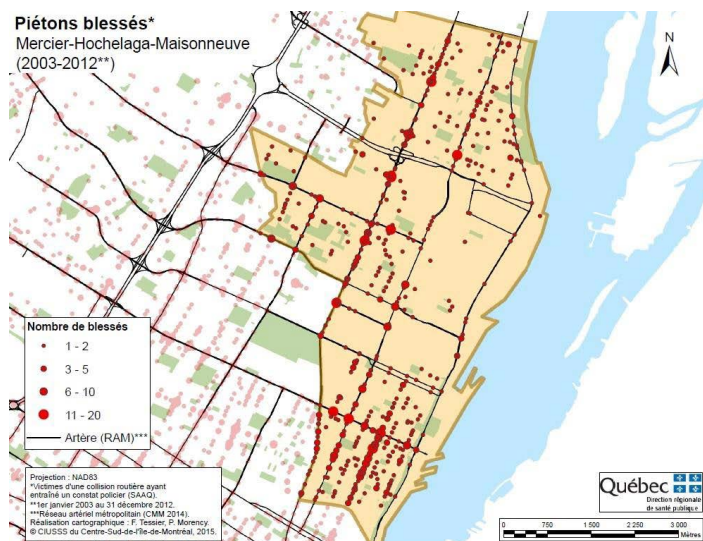 Piétons blessés*
Mercier-Hochelaga-Maisonneuve
(2003-2012**)
N
Nombre de blessés
1 - 2
3 - 5
6 - 10
11 - 20
Artère (RAM)***
Projection : NAD83
*Victimes d'une collision routière ayant
entraîné un constat policier (SAAQ).
**1er janvier 2003 au 31 décembre 2012.
***Réseau artériel métropolitain (CMM 2014).
Réalisation cartographique : F. Tessier, P. Morency.
© CIUSSS du Centre-Sud-de-l'Île-de-Montréal, 2015.
Québec
Direction régionale
de santé publique
0 750 1 500 2 250 3 000
Mètres